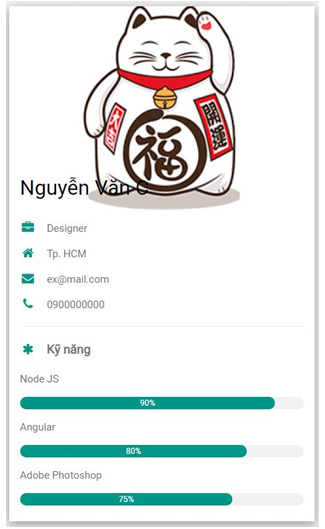 大吉
開運
福
Nguyễn Văn C
Designer
Tp. HCM
ex@mail.com
0900000000
Kỹ năng
Node JS
90%
Angular
80%
Adobe Photoshop
75%